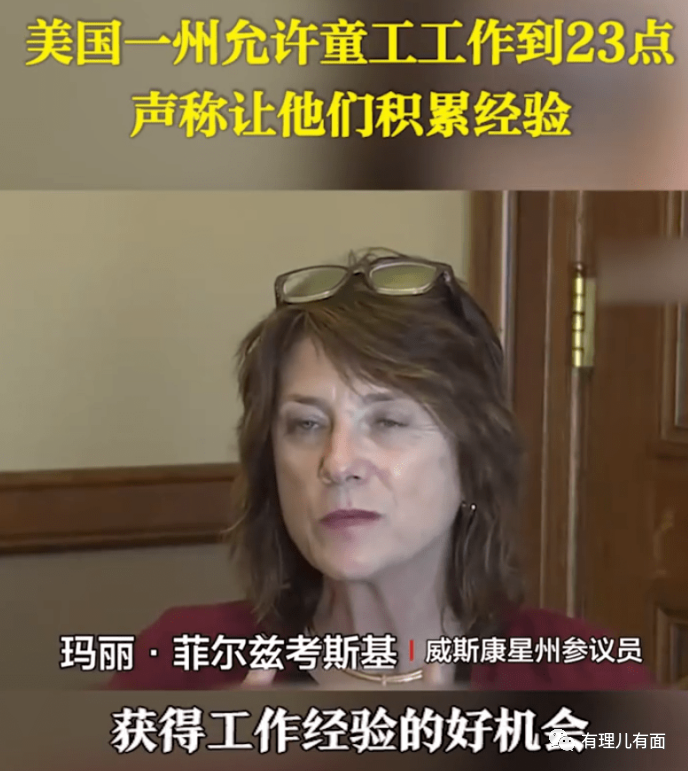 美国一州允许童工工作到23点
声称让他们积累经验
玛丽·菲尔兹考斯基 | 威斯康星州参议员
获得工作经验的好机会
有理儿有面